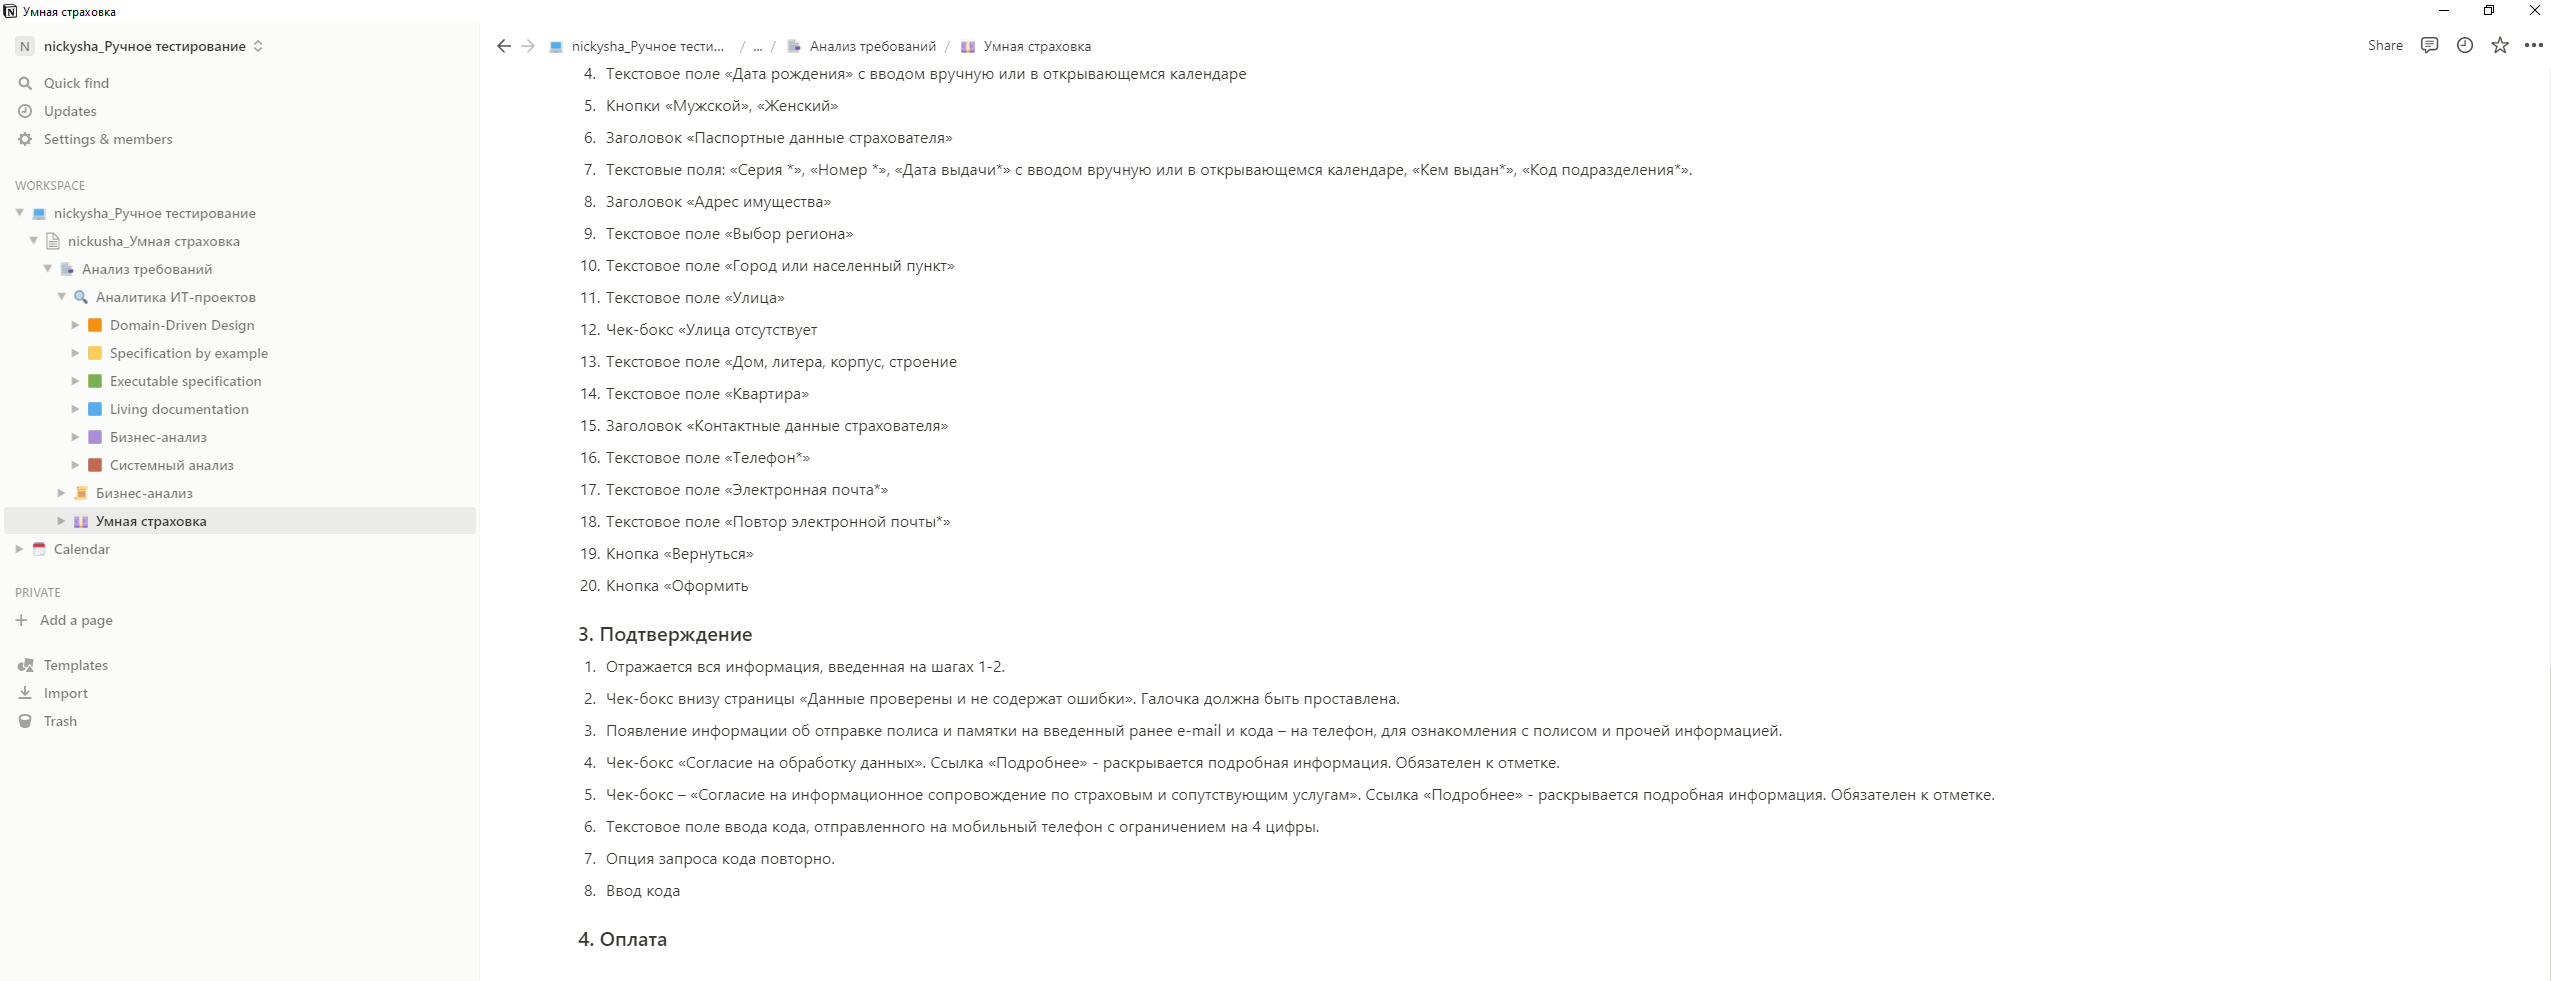 Умная страховка
N nickysha_Ручное тестирование
Quick find
Updates
Settings & members
WORKSPACE
nickysha_Ручное тестирование
nickusha_Умная страховка
Анализ требований
Аналитика ИТ-проектов
Domain-Driven Design
Specification by example
Executable specification
Living documentation
Бизнес-анализ
Системный анализ
Бизнес-анализ
Умная страховка
Calendar
PRIVATE
Add a page
Templates
Import
Trash
nickysha_Ручное тести... / ... / Анализ требований / Умная страховка
Share
4. Текстовое поле «Дата рождения» с вводом вручную или в открывающемся календаре
5. Кнопки «Мужской», «Женский»
6. Заголовок «Паспортные данные страхователя»
7. Текстовые поля: «Серия *», «Номер *», «Дата выдачи*» с вводом вручную или в открывающемся календаре, «Кем выдан*», «Код подразделения*».
8. Заголовок «Адрес имущества»
9. Текстовое поле «Выбор региона»
10. Текстовое поле «Город или населенный пункт»
11. Текстовое поле «Улица»
12. Чек-бокс «Улица отсутствует
13. Текстовое поле «Дом, литера, корпус, строение
14. Текстовое поле «Квартира»
15. Заголовок «Контактные данные страхователя»
16. Текстовое поле «Телефон*»
17. Текстовое поле «Электронная почта*»
18. Текстовое поле «Повтор электронной почты*»
19. Кнопка «Вернуться»
20. Кнопка «Оформить
3. Подтверждение
1. Отражается вся информация, введенная на шагах 1-2.
2. Чек-бокс внизу страницы «Данные проверены и не содержат ошибки». Галочка должна быть проставлена.
3. Появление информации об отправке полиса и памятки на введенный ранее e-mail и кода – на телефон, для ознакомления с полисом и прочей информацией.
4. Чек-бокс «Согласие на обработку данных». Ссылка «Подробнее» - раскрывается подробная информация. Обязателен к отметке.
5. Чек-бокс – «Согласие на информационное сопровождение по страховым и сопутствующим услугам». Ссылка «Подробнее» - раскрывается подробная информация. Обязателен к отметке.
6. Текстовое поле ввода кода, отправленного на мобильный телефон с ограничением на 4 цифры.
7. Опция запроса кода повторно.
8. Ввод кода
4. Оплата